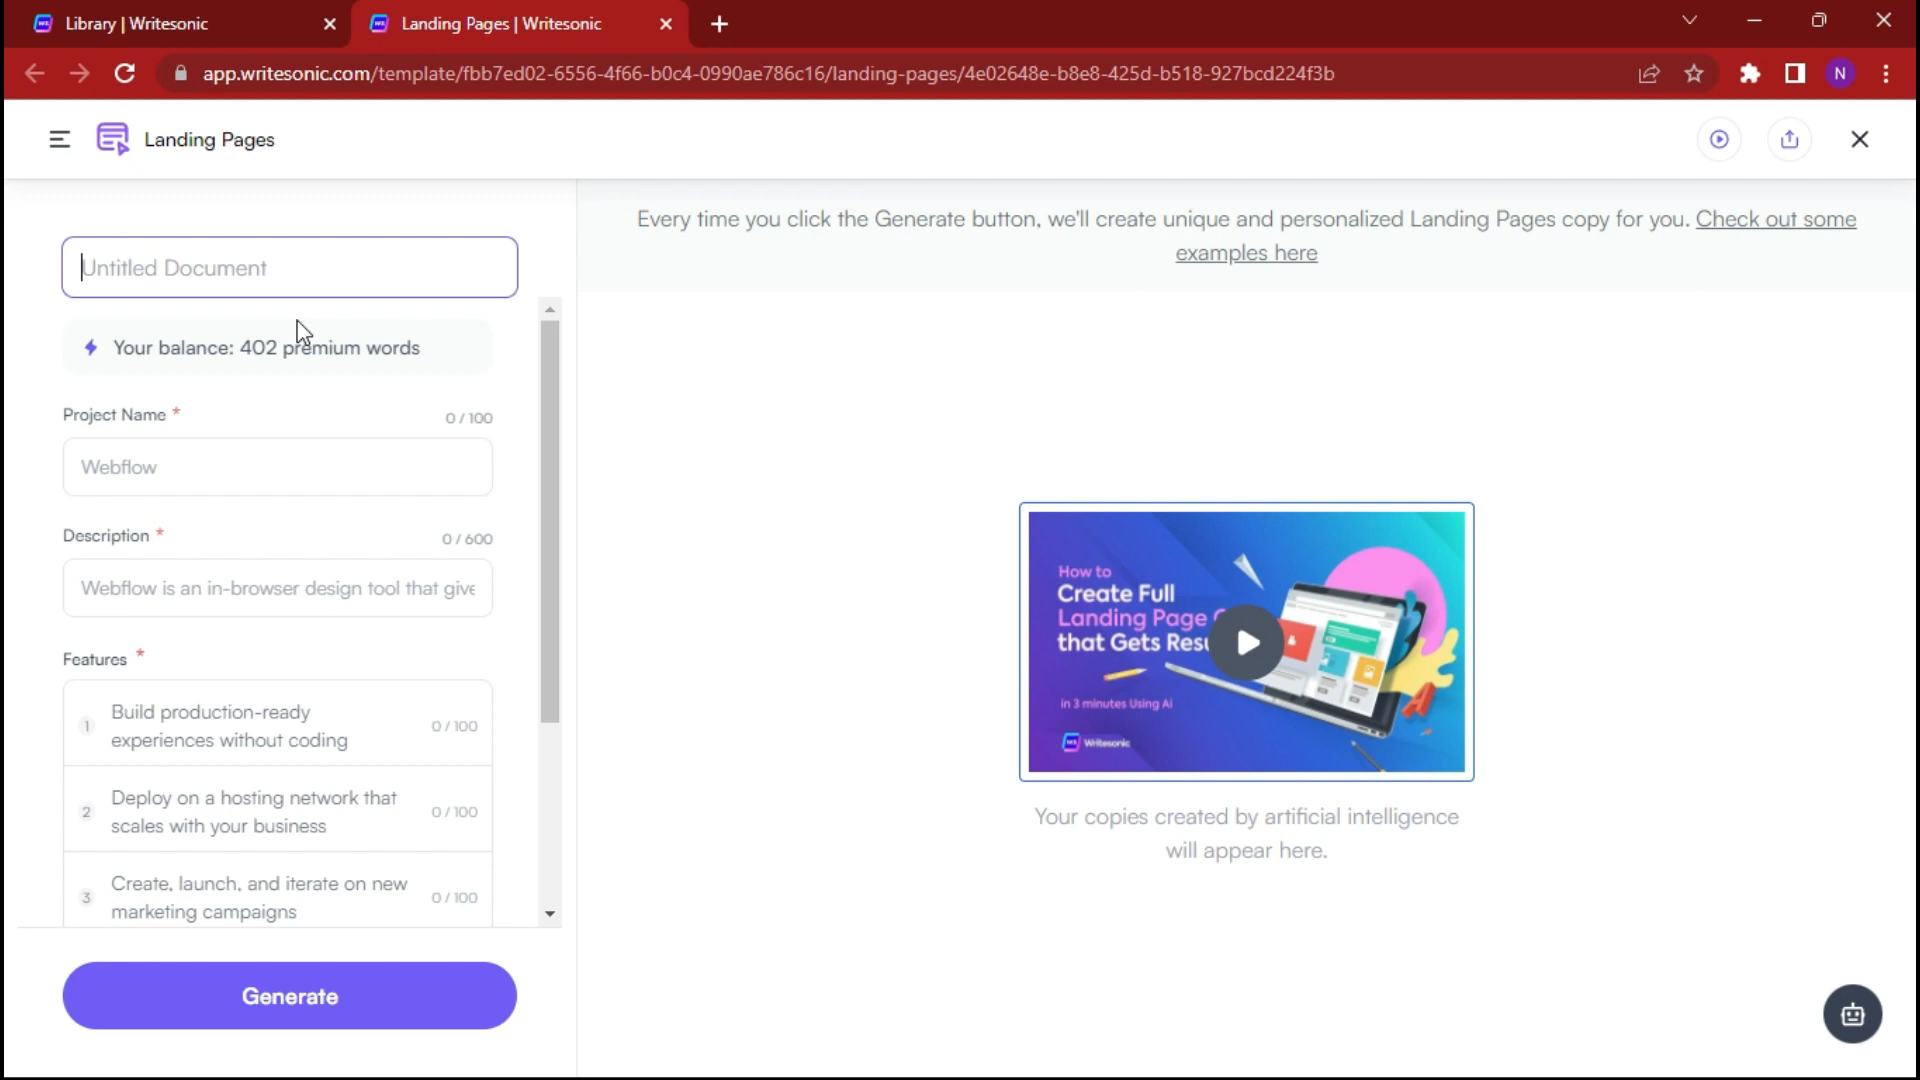 Library | Writesonic
Landing Pages | Writesonic
app.writesonic.com/template/fbb7ed02-6556-4f66-b0c4-0990ae786c16/landing-pages/4e02648e-b8e8-425d-b518-927bcd224f3b
N
Landing Pages
Every time you click the Generate button, we'll create unique and personalized Landing Pages copy for you. Check out some
examples here
Untitled Document
Your balance: 402 premium words
Project Name * 0 / 100
Webflow
Description * 0 / 600
Webflow is an in-browser design tool that give
Features *
1 Build production-ready
experiences without coding 0 / 100
2 Deploy on a hosting network that
scales with your business 0 / 100
3 Create, launch, and iterate on new
marketing campaigns 0 / 100
Generate
How to
Create Full
Landing Page
that Gets
in 3 minutes Using Ai
Writesonic
Your copies created by artificial intelligence
will appear here.